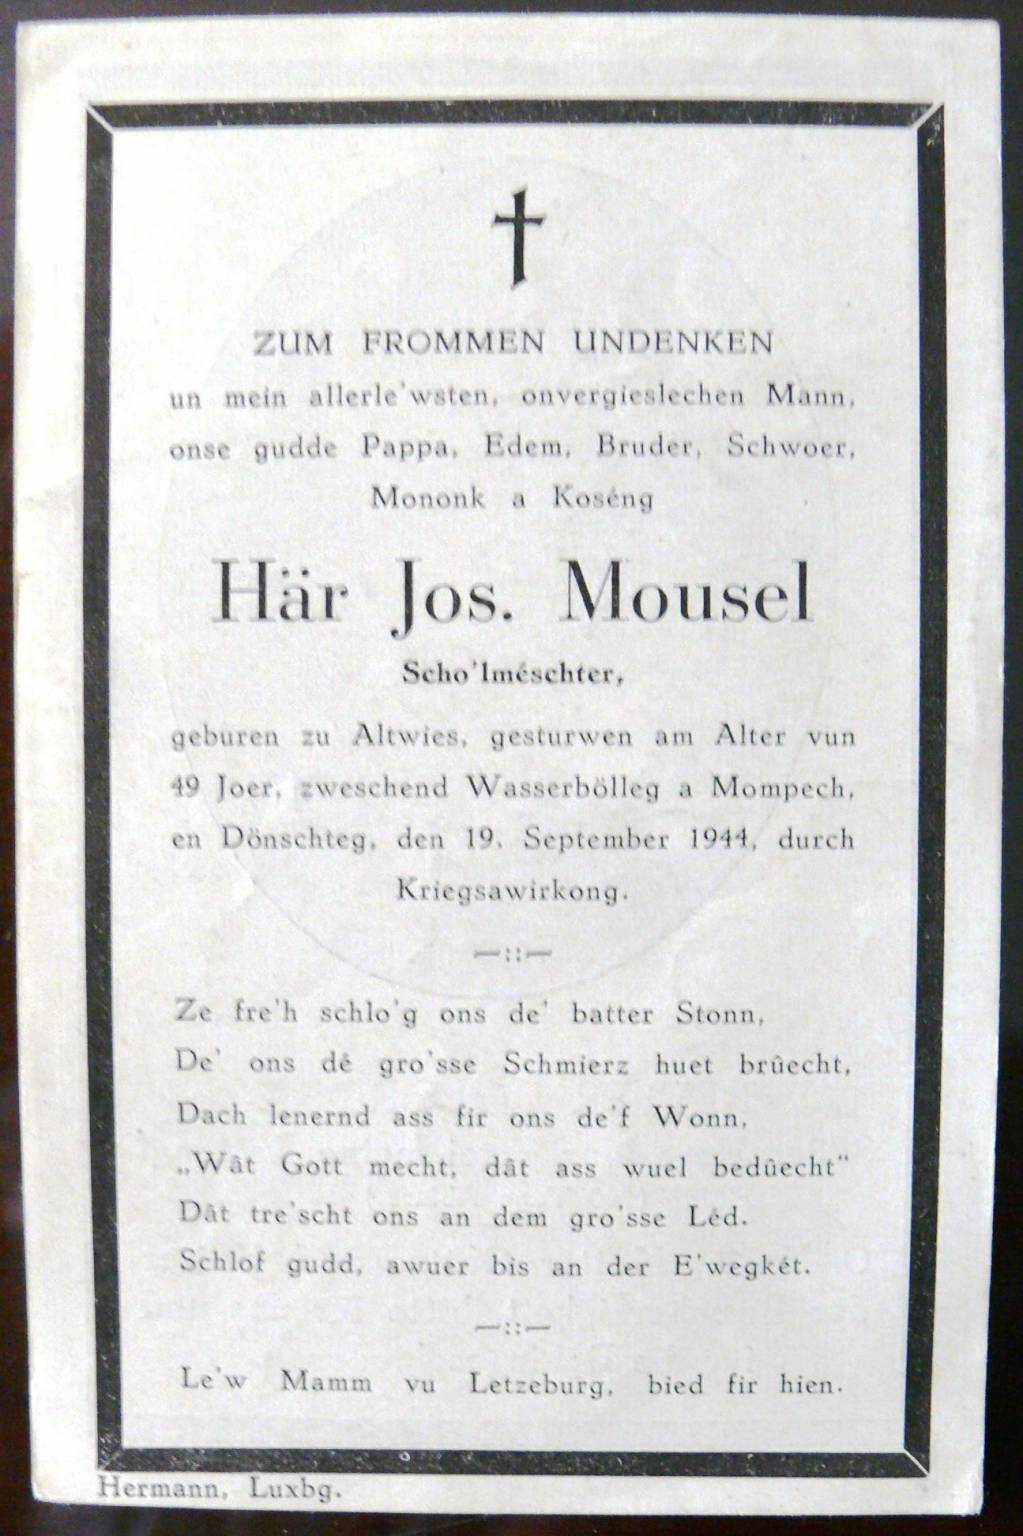 ZUM FROMMEN UNDENKEN
un mein allerle'wsten, onvergieslechen Mann,
onse gudde Pappa, Edem, Bruder, Schwoer,
Mononk a Koséng
Här Jos. Mousel
Scho'lméschter,
geburen zu Altwies, gesturwen am Alter vun
49 Joer, zweschend Wasserbölleg a Mompech,
en Dönschteg, den 19. September 1944, durch
Kriegsawirkong.
—::—
Ze fre'h schlo'g ons de' batter Stonn,
De' ons dé gro'sse Schmierz huet brûecht,
Dach lenernd ass fir ons de'f Wonn,
„Wât Gott mecht, dât ass wuel bedûecht“
Dât tre'scht ons an dem gro'sse Léd.
Schlof gudd, awuer bis an der E'wegkét.
—::—
Le'w Mamm vu Letzeburg, bied fir hien.
Hermann, Luxbg.